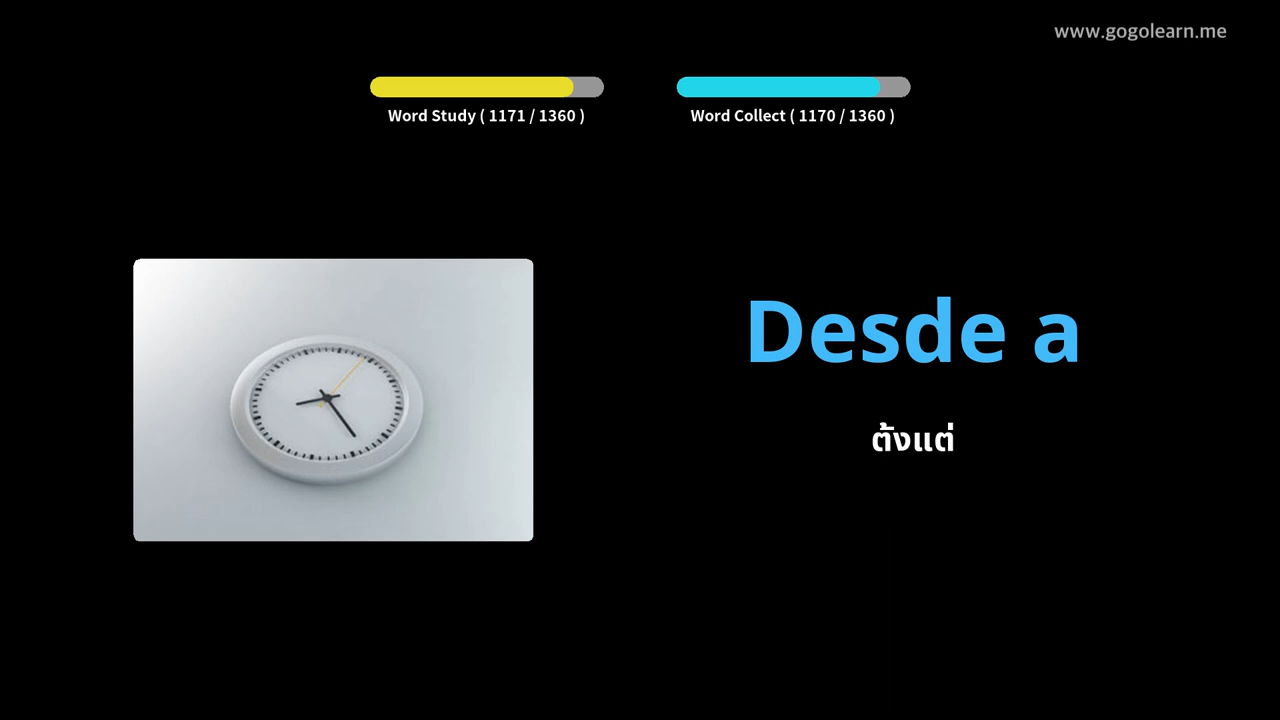 www.gogolearn.me
Word Study ( 1171 / 1360 )
Word Collect ( 1170 / 1360 )
Desde a
ตั้งแต่